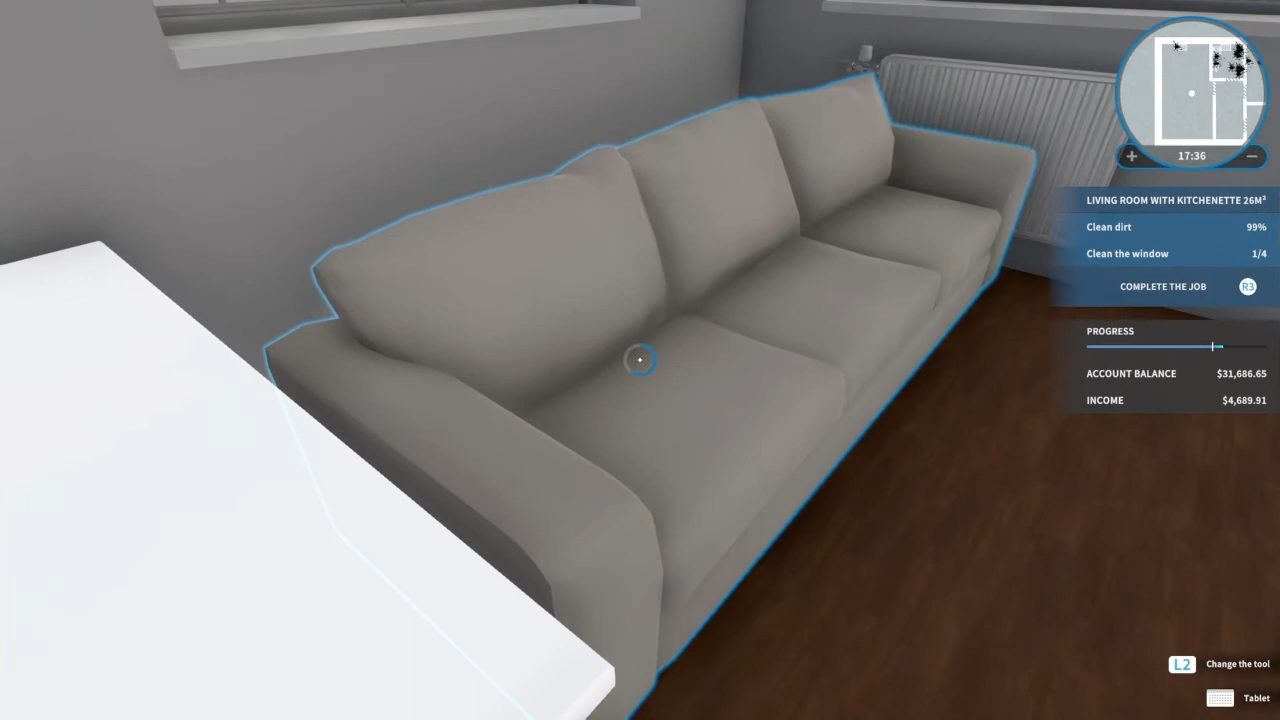 17:36
LIVING ROOM WITH KITCHENETTE 26M²
Clean dirt 99%
Clean the window 1/4
COMPLETE THE JOB R3
PROGRESS
ACCOUNT BALANCE $31,686.65
INCOME $4,689.91
L2 Change the tool
Tablet